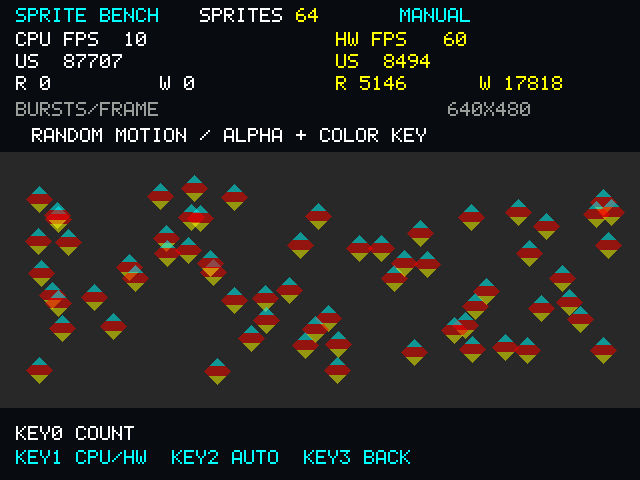 SPRITE BENCH SPRITES 64 MANUAL
CPU FPS 10 HW FPS 60
US 87707 US 8494
R 0 W 0 R 5146 W 17818
BURSTS/FRAME 640X480
RANDOM MOTION / ALPHA + COLOR KEY
KEY0 COUNT
KEY1 CPU/HW KEY2 AUTO KEY3 BACK